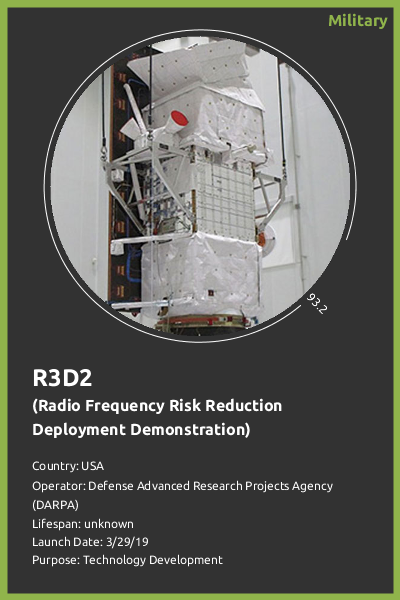 Military
93.2
R3D2
(Radio Frequency Risk Reduction
Deployment Demonstration)
Country: USA
Operator: Defense Advanced Research Projects Agency
(DARPA)
Lifespan: unknown
Launch Date: 3/29/19
Purpose: Technology Development